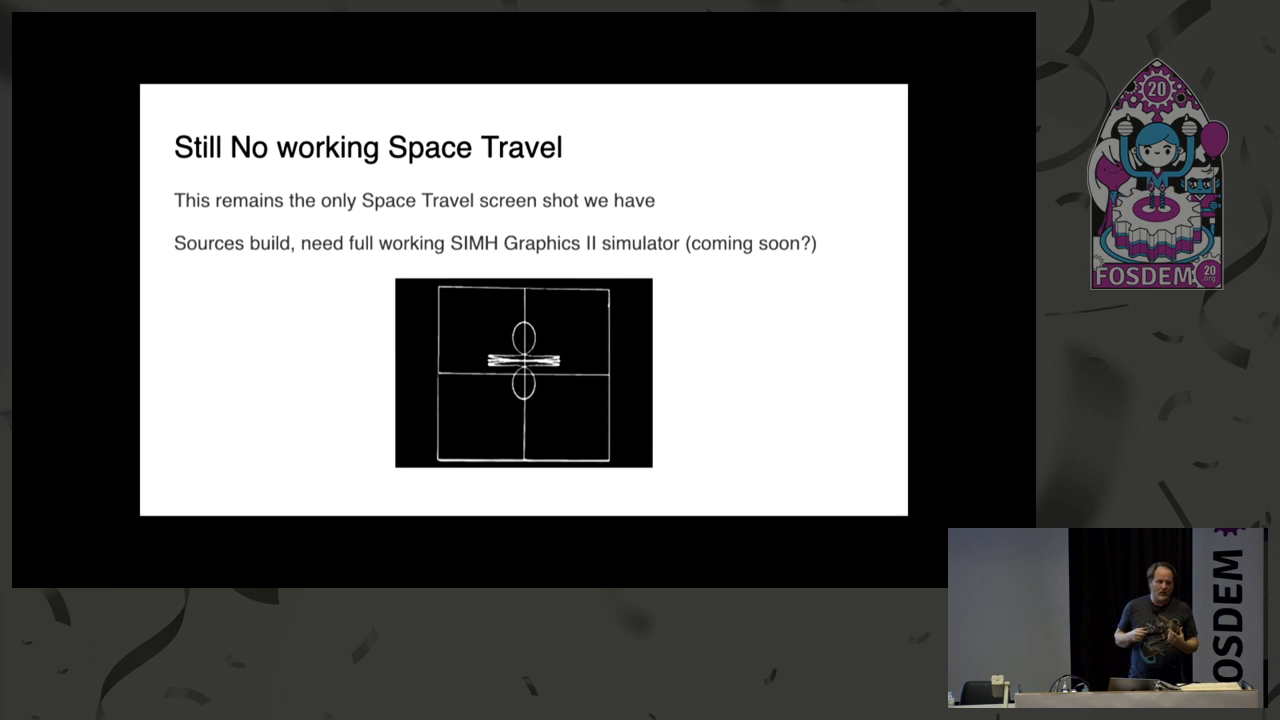 Still No working Space Travel
This remains the only Space Travel screen shot we have
Sources build, need full working SIMH Graphics II simulator (coming soon?)
20
FOSDEM
20
.org
OSDEM